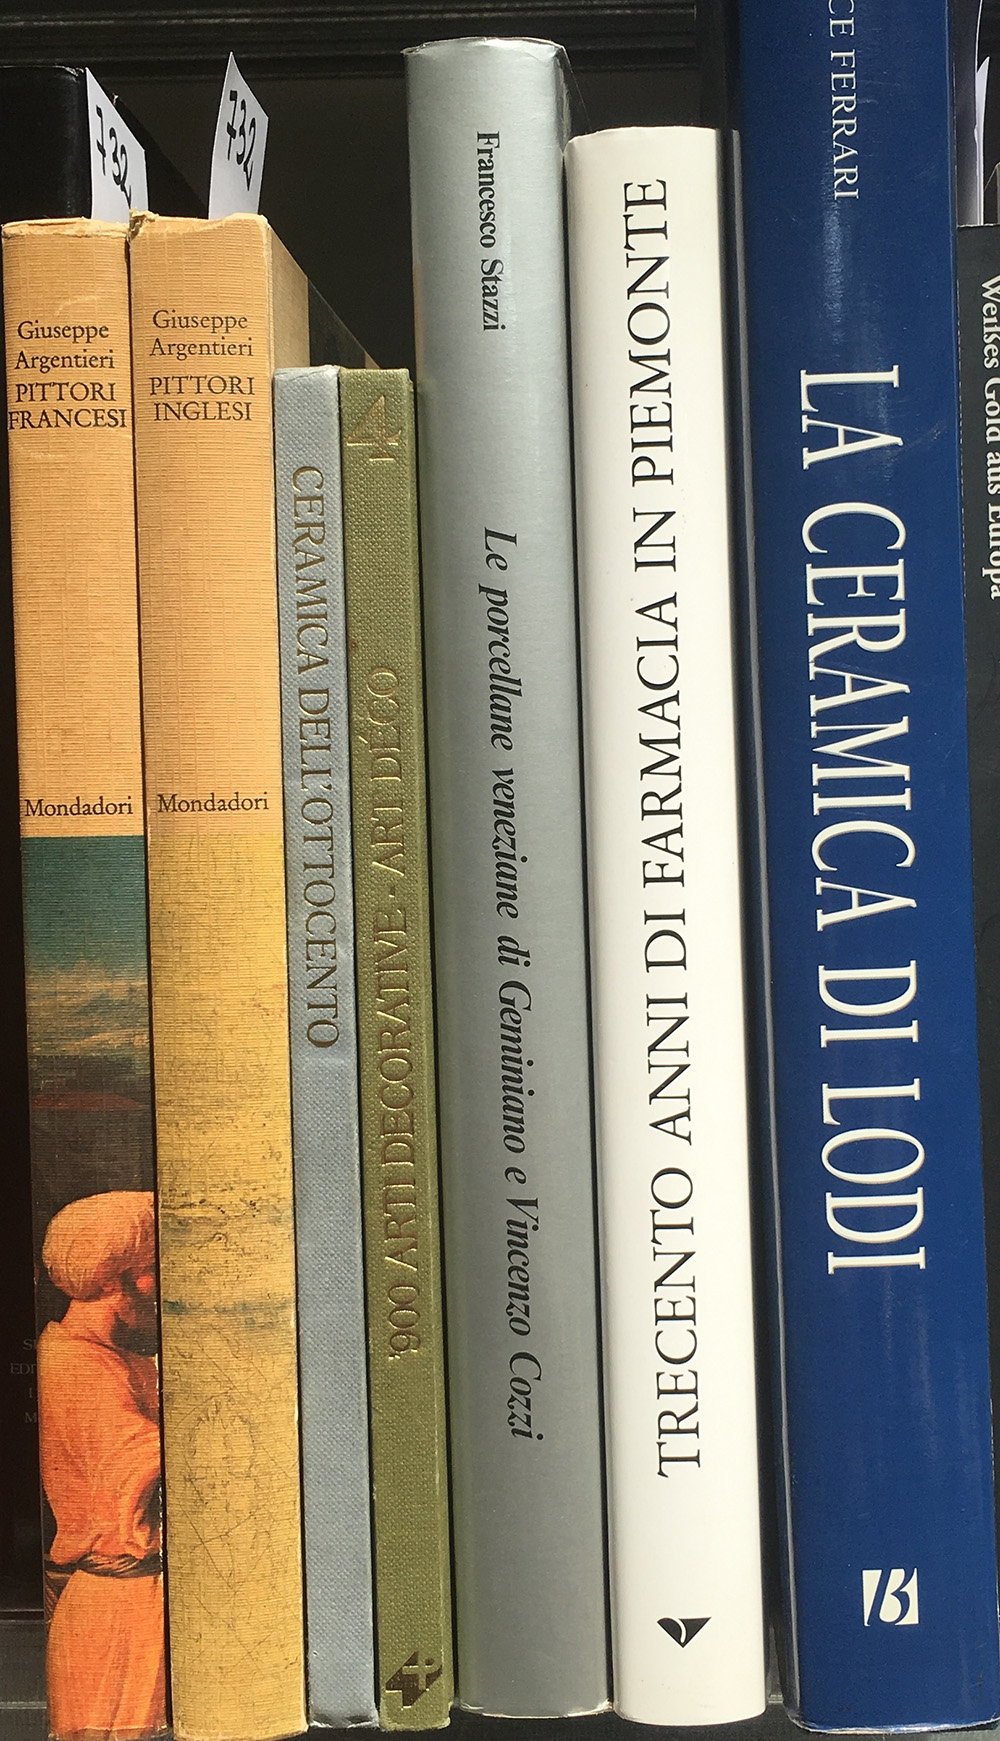 732
732
Giuseppe
Argentieri
PITTORI
FRANCESI
Mondadori
Giuseppe
Argentieri
PITTORI
INGLESI
Mondadori
CERAMICA DELL'OTTOCENTO
'900 ARTI DECORATIVE - ART DÉCO
Francesco Stazzi
Le porcellane veneziane di Geminiano e Vincenzo Cozzi
TRECENTO ANNI DI FARMACIA IN PIEMONTE
CE FERRARI
LA CERAMICA DI LODI
Weißes Gold aus Europa